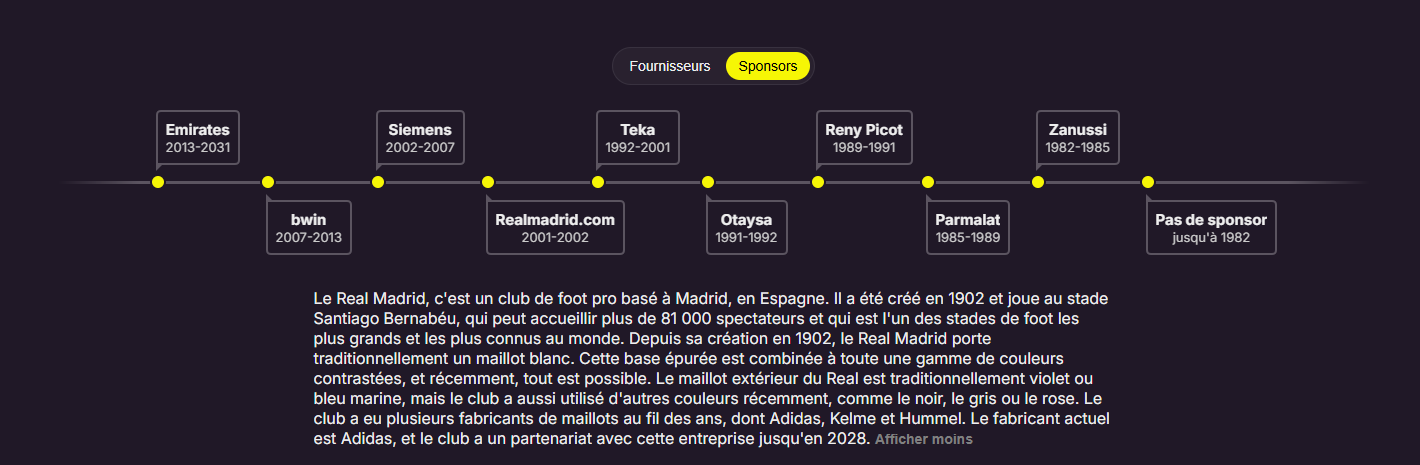 Fournisseurs Sponsors
Emirates
2013-2031
Siemens
2002-2007
Teka
1992-2001
Reny Picot
1989-1991
Zanussi
1982-1985
bwin
2007-2013
Realmadrid.com
2001-2002
Otaysa
1991-1992
Parmalat
1985-1989
Pas de sponsor
jusqu'à 1982
Le Real Madrid, c'est un club de foot pro basé à Madrid, en Espagne. Il a été créé en 1902 et joue au stade
Santiago Bernabéu, qui peut accueillir plus de 81 000 spectateurs et qui est l'un des stades de foot les
plus grands et les plus connus au monde. Depuis sa création en 1902, le Real Madrid porte
traditionnellement un maillot blanc. Cette base épurée est combinée à toute une gamme de couleurs
contrastées, et récemment, tout est possible. Le maillot extérieur du Real est traditionnellement violet ou
bleu marine, mais le club a aussi utilisé d'autres couleurs récemment, comme le noir, le gris ou le rose. Le
club a eu plusieurs fabricants de maillots au fil des ans, dont Adidas, Kelme et Hummel. Le fabricant actuel
est Adidas, et le club a un partenariat avec cette entreprise jusqu'en 2028. Afficher moins